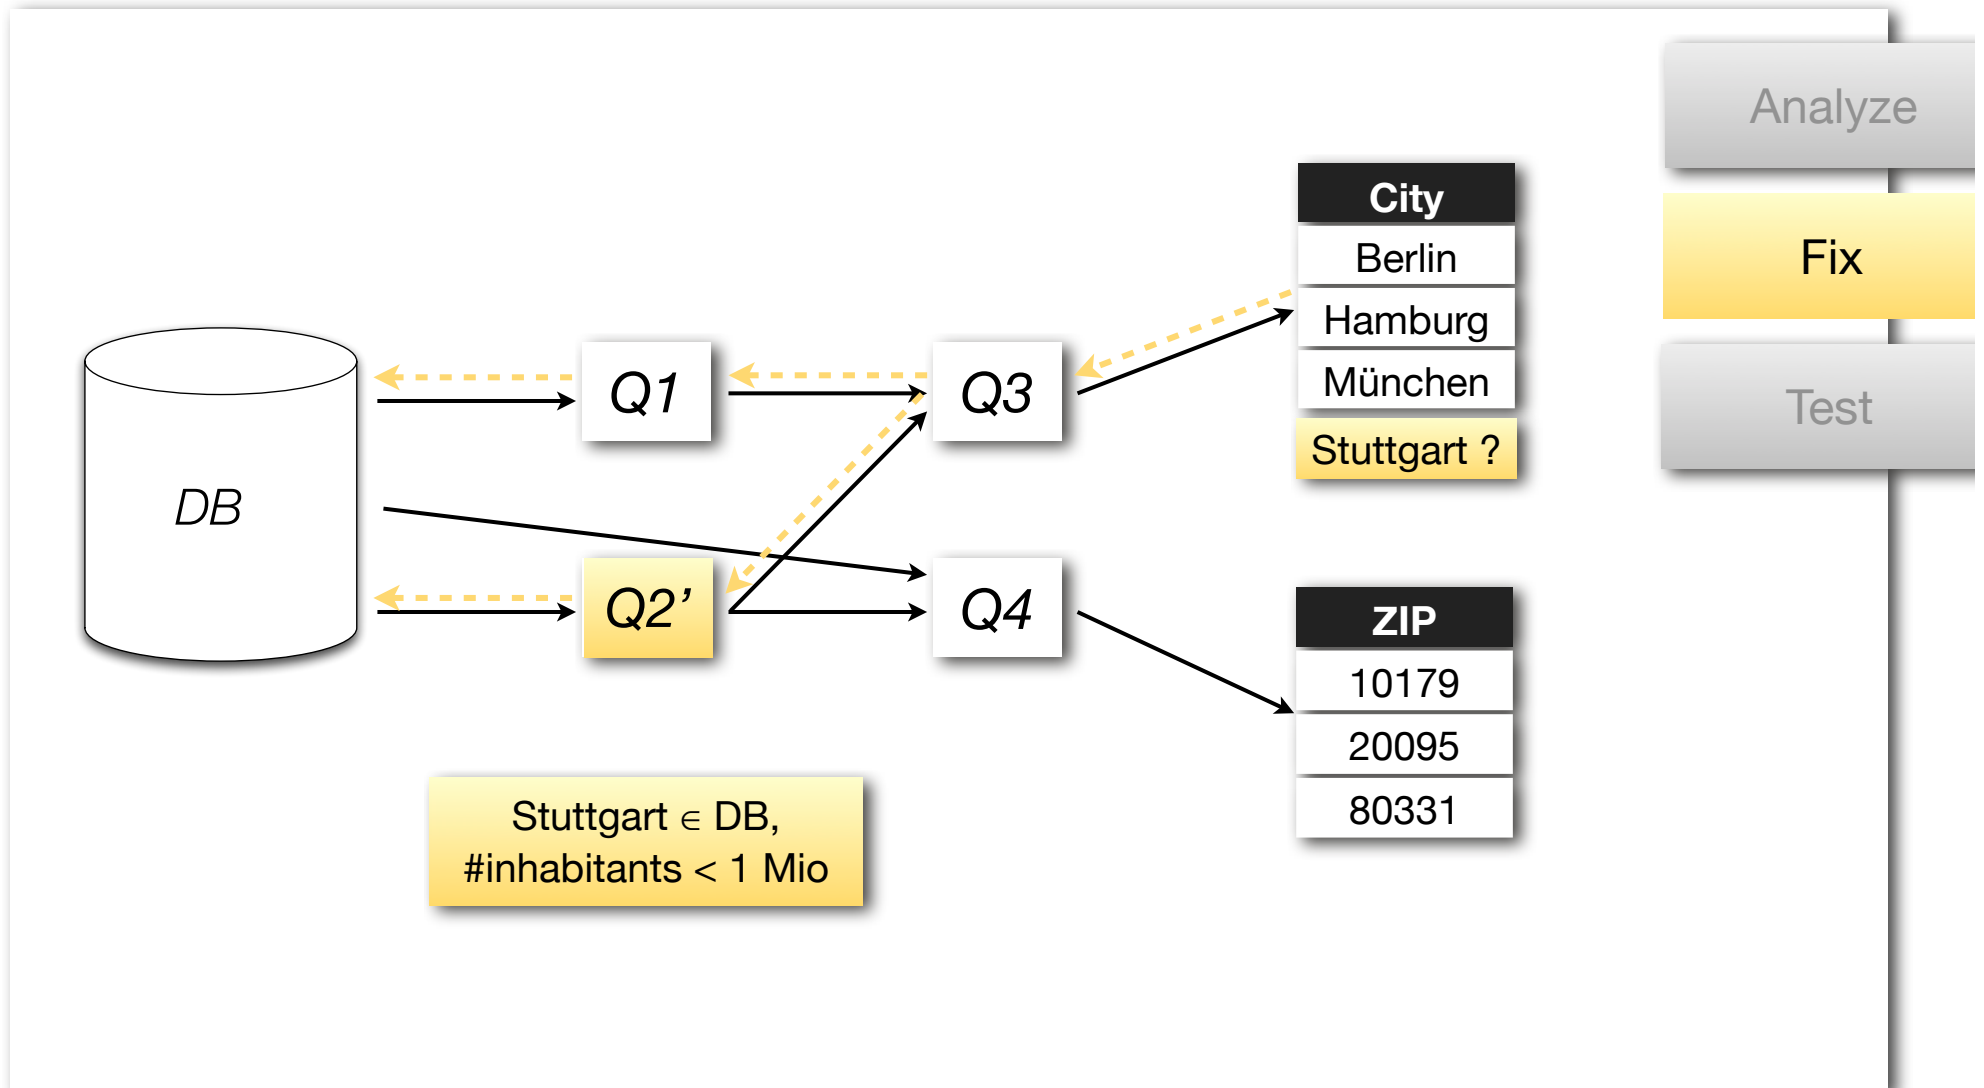 Analyze
Fix
Test
City
Berlin
Hamburg
München
Stuttgart ?
DB
Q1
Q3
Q2’
Q4
ZIP
10179
20095
80331
Stuttgart ∈ DB,
#inhabitants < 1 Mio